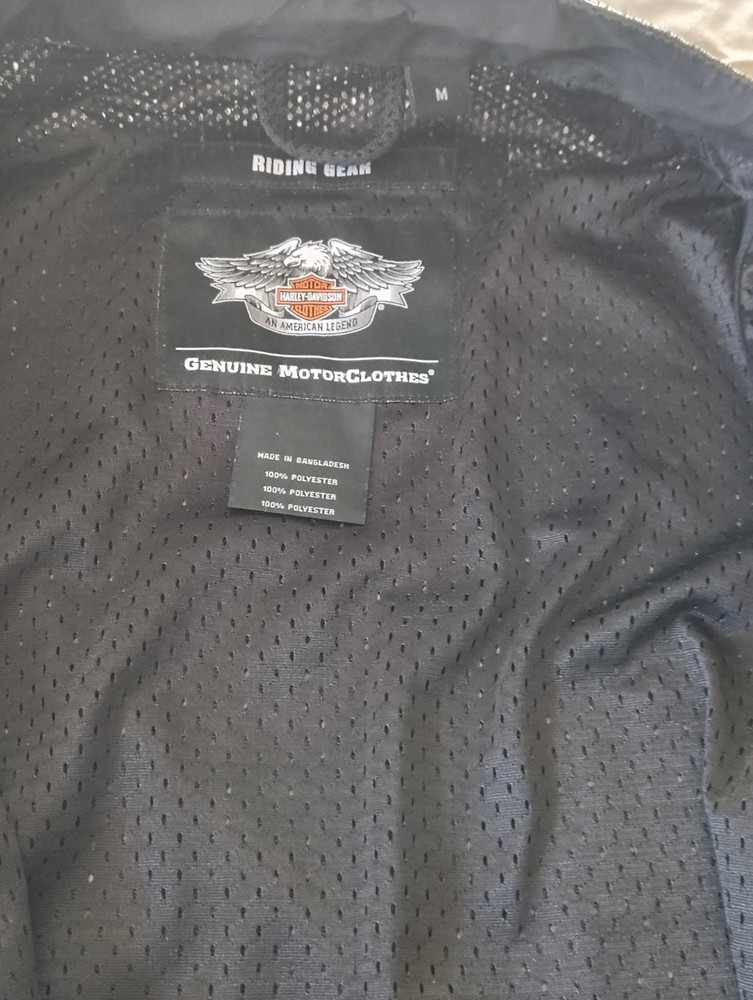 M
RIDING GEAR
MOTOR
HARLEY-DAVIDSON
CLOTHES
®
AN AMERICAN LEGEND
GENUINE MOTORCLOTHES®
MADE IN BANGLADESH
100% POLYESTER
100% POLYESTER
100% POLYESTER